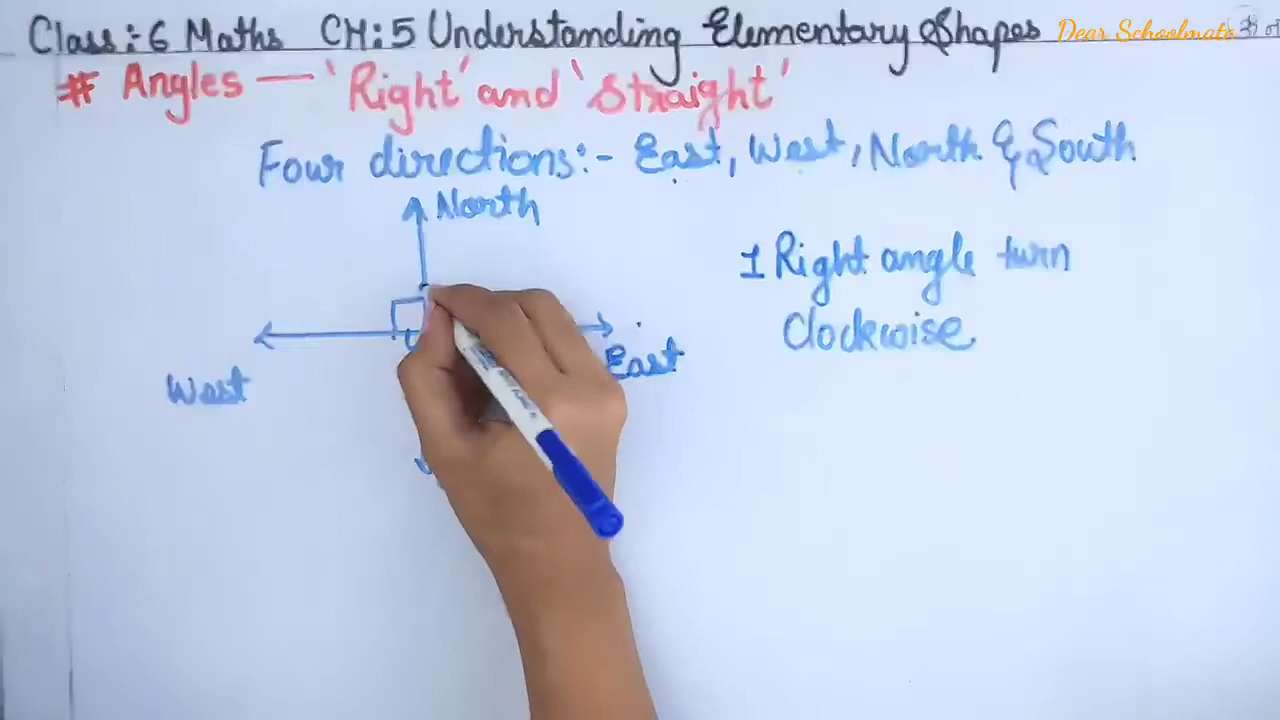 Class:- 6 Maths CH:5 Understanding Elementary Shapes Dear Schoolmate
# Angles — 'Right' and 'Straight'
Four directions:- East, West, North & South
North
1 Right angle turn
clockwise
East
West